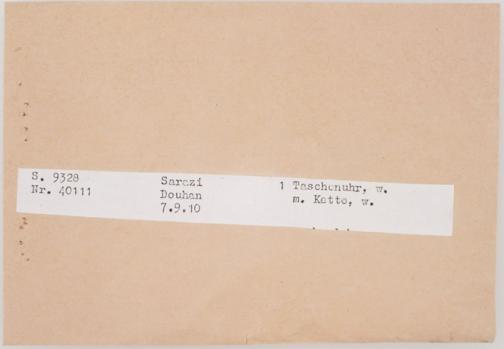 S. 9328
Nr. 40111
Sarazi
Douhan
7.9.10
1 Taschenuhr, w.
m. Kette, w.